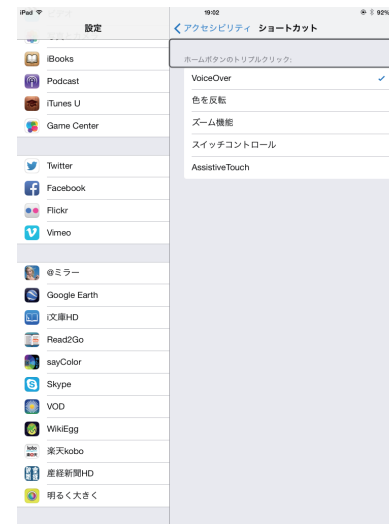 iPad
19:02
92%
設定
アクセシビリティ
ショートカット
iBooks
Podcast
iTunes U
Game Center
Twitter
Facebook
Flickr
Vimeo
@ミラー
Google Earth
i文庫HD
Read2Go
sayColor
Skype
VOD
WikiEgg
楽天kobo
産経新聞HD
明るく大きく
ホームボタンのトリプルクリック:
VoiceOver
色を反転
ズーム機能
スイッチコントロール
AssistiveTouch